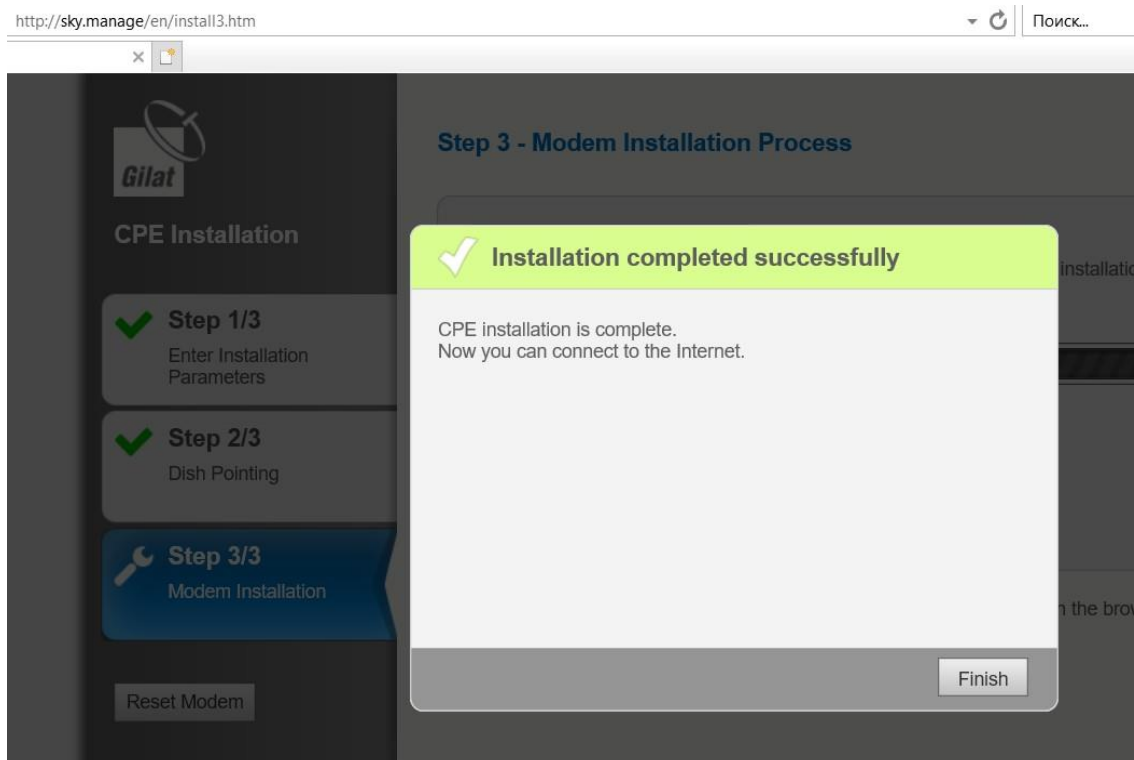 http://sky.manage/en/install3.htm
Поиск...
Gilat
CPE Installation
Step 1/3
Enter Installation
Parameters
Step 2/3
Dish Pointing
Step 3/3
Modem Installation
Reset Modem
Step 3 - Modem Installation Process
Installation completed successfully
CPE installation is complete.
Now you can connect to the Internet.
Finish
the